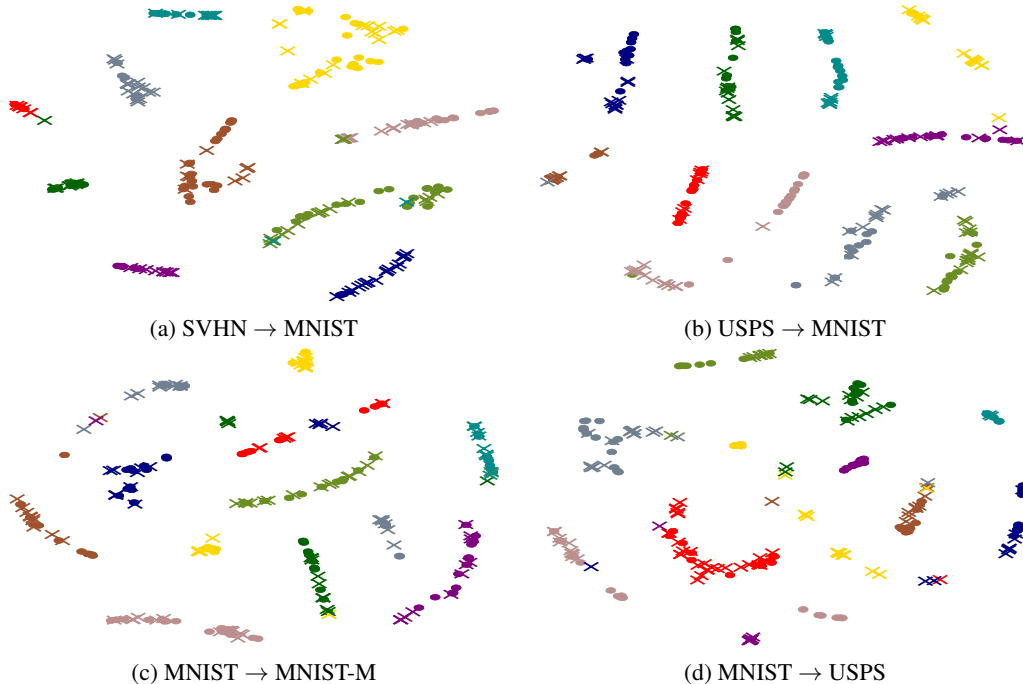 (a) SVHN → MNIST
(b) USPS → MNIST
(c) MNIST → MNIST-M
(d) MNIST → USPS